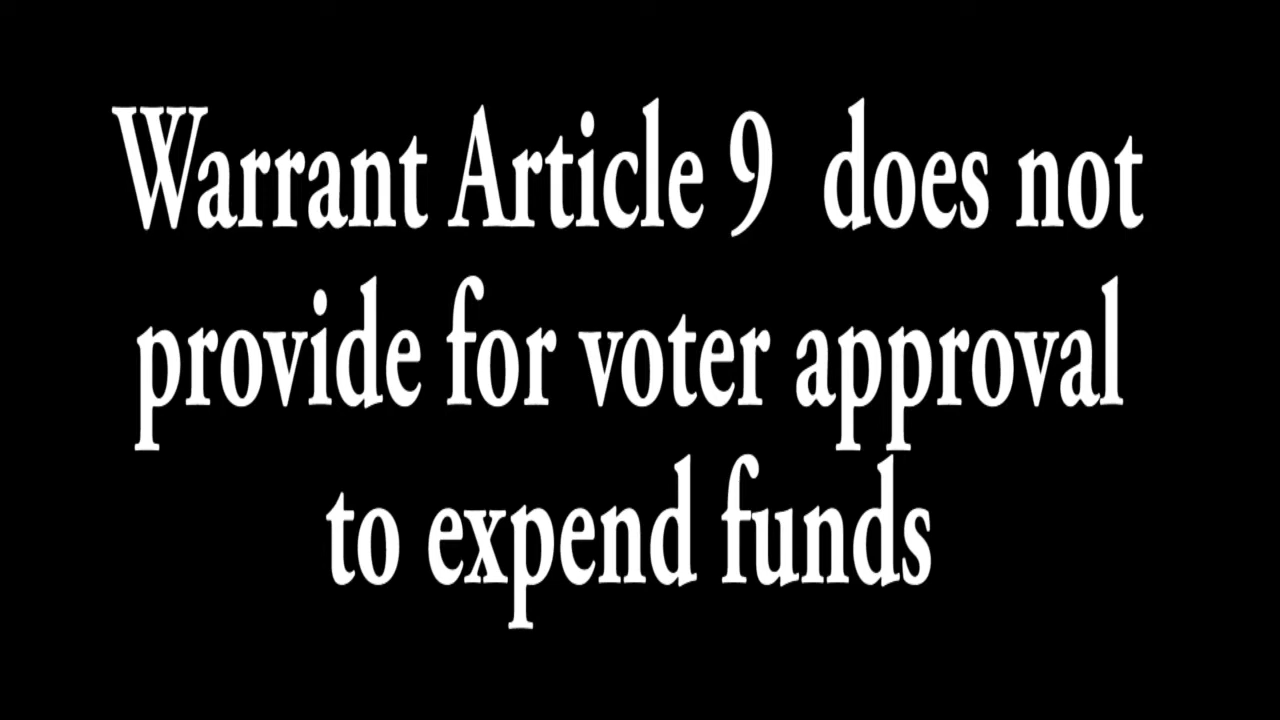 Warrant Article 9  does not
provide for voter approval
to expend funds